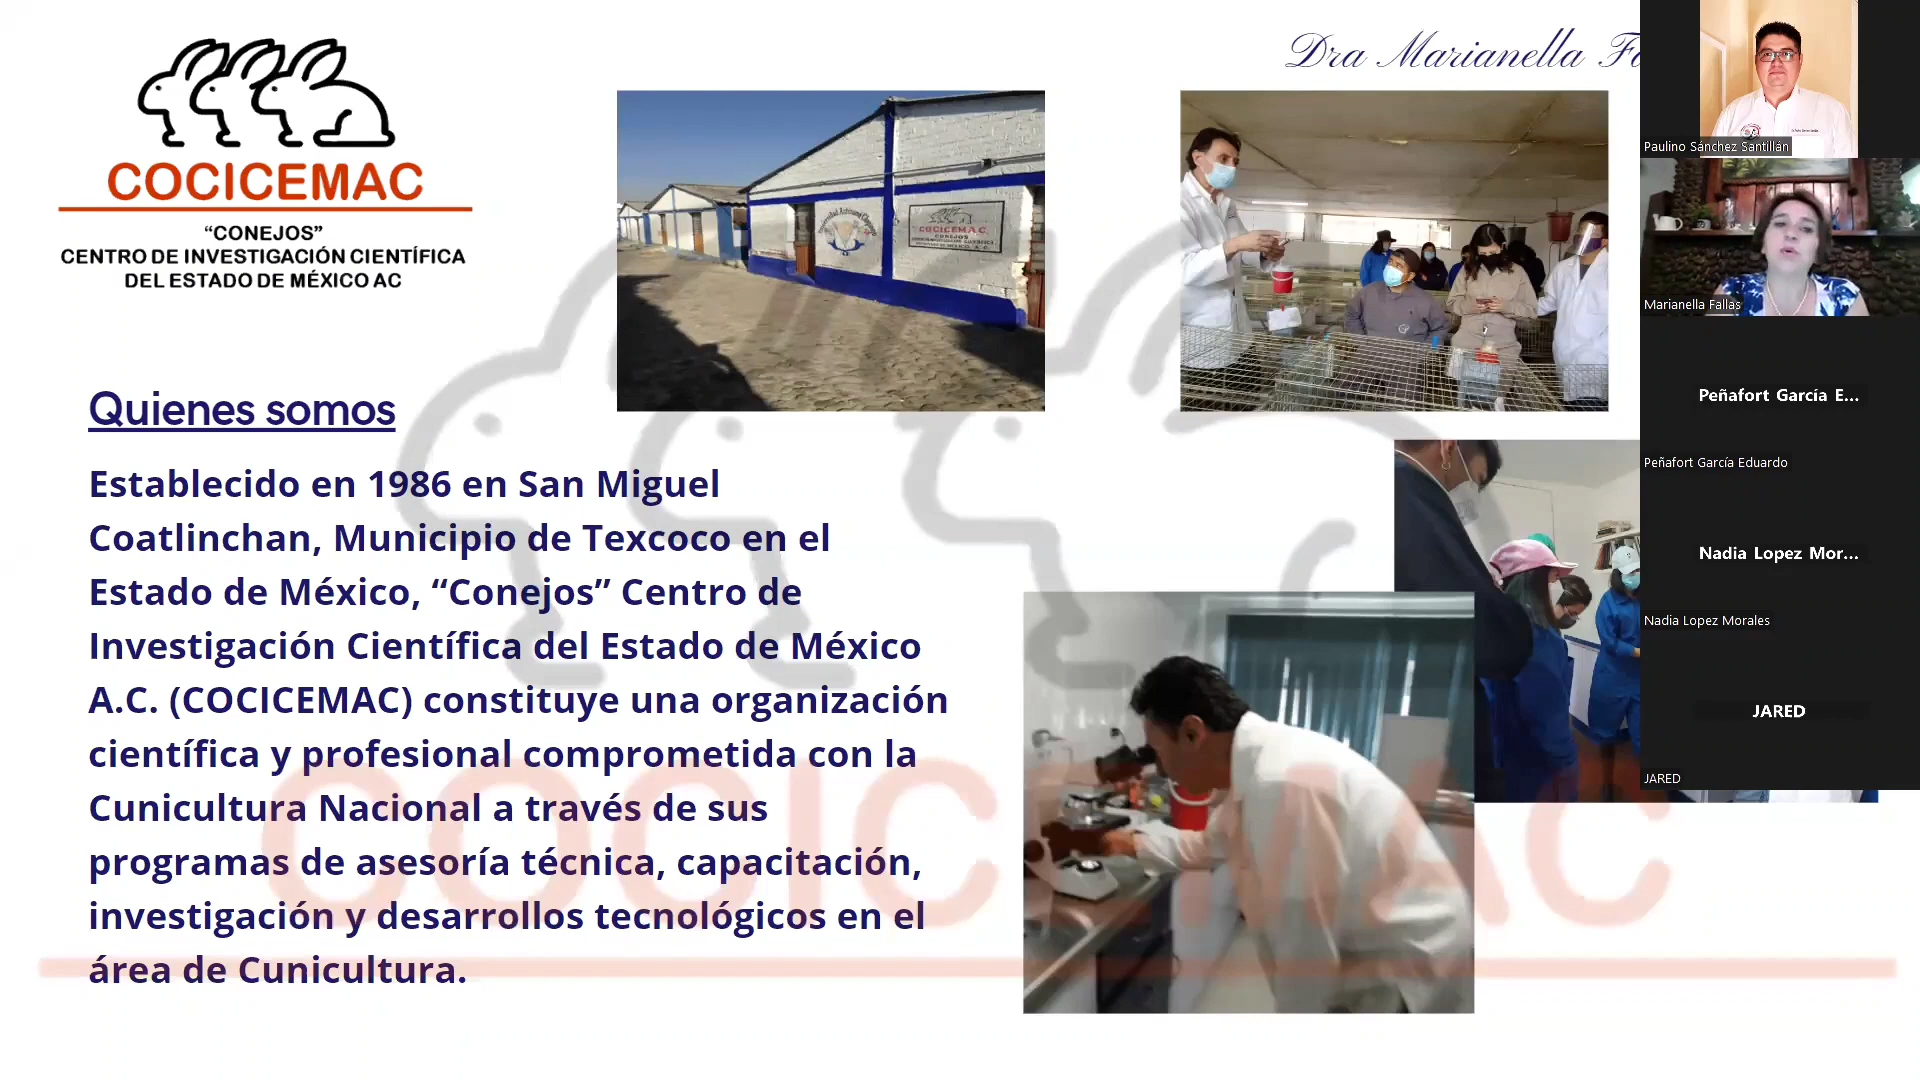 COCICEMAC
“CONEJOS”
CENTRO DE INVESTIGACIÓN CIENTÍFICA
DEL ESTADO DE MÉXICO AC
Dra Marianella
Quienes somos
Establecido en 1986 en San Miguel
Coatlinchan, Municipio de Texcoco en el
Estado de México, “Conejos” Centro de
Investigación Científica del Estado de México
A.C. (COCICEMAC) constituye una organización
científica y profesional comprometida con la
Cunicultura Nacional a través de sus
programas de asesoría técnica, capacitación,
investigación y desarrollos tecnológicos en el
área de Cunicultura.
COCICEMAC
COCICEMAC
CONEJOS
Paulino Sánchez Santillán
Marianella Fallas
Peñafort García E...
Peñafort García Eduardo
Nadia Lopez Mor...
Nadia Lopez Morales
JARED
JARED